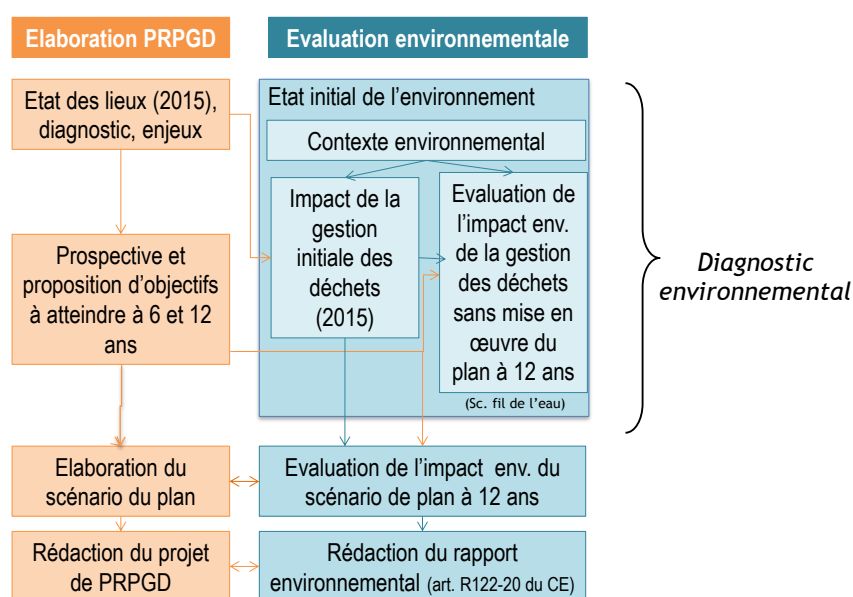 Elaboration PRPGD
Evaluation environnementale
Etat des lieux (2015),
diagnostic, enjeux
Prospective et
proposition d'objectifs
à atteindre à 6 et 12
ans
Elaboration du
scénario du plan
Rédaction du projet
de PRPGD
Etat initial de l'environnement
Contexte environnemental
Impact de la
gestion
initiale des
déchets
(2015)
Evaluation de
l'impact env.
de la gestion
des déchets
sans mise en
œuvre du
plan à 12 ans
(Sc. fil de l'eau)
Evaluation de l'impact env. du
scénario de plan à 12 ans
Rédaction du rapport
environnemental (art. R122-20 du CE)
Diagnostic
environnemental